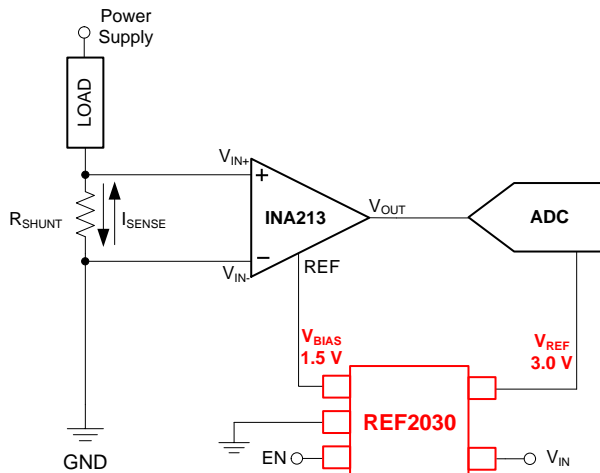 Power
Supply
LOAD
VIN+
+
INA213
VOUT
ADC
RSHUNT
ISENSE
VIN-
−
REF
VBIAS
1.5 V
VREF
3.0 V
REF2030
EN
VIN
GND